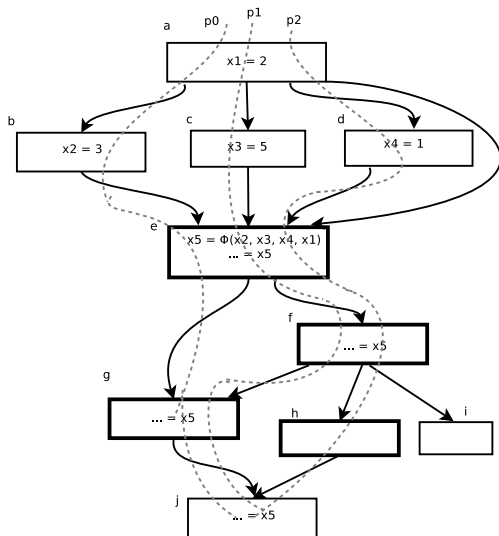 p0 p1 p2
a
x1 = 2
b c d
x2 = 3 x3 = 5 x4 = 1
e
x5 = Φ(x2, x3, x4, x1)
... = x5
f
... = x5
g h i
... = x5
j
... = x5